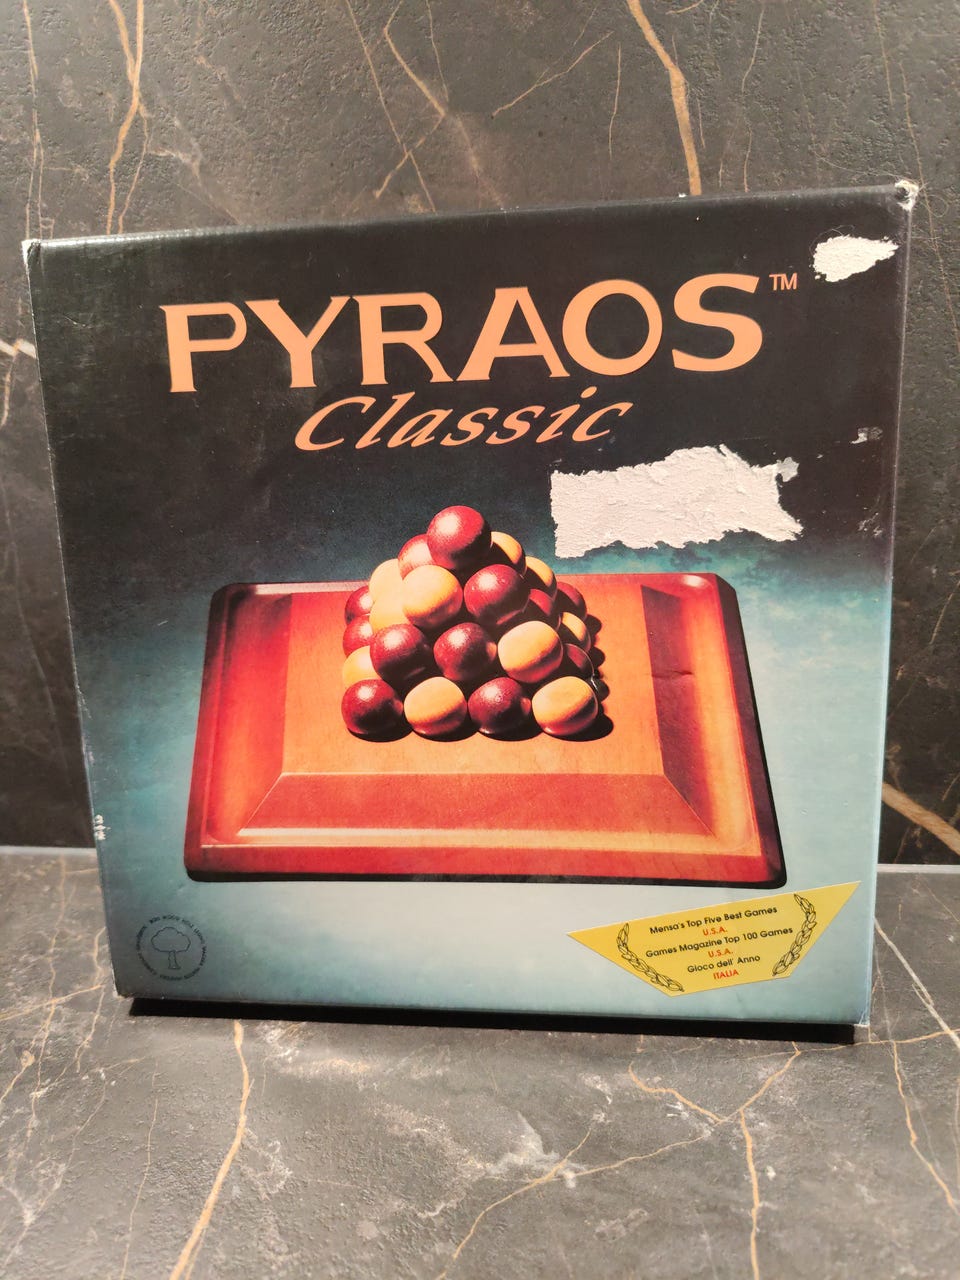 PYRAOS™
Classic
Mensa's Top Five Best Games
U.S.A.
Games Magazine Top 100 Games
U.S.A.
Gioco dell' Anno
ITALIA